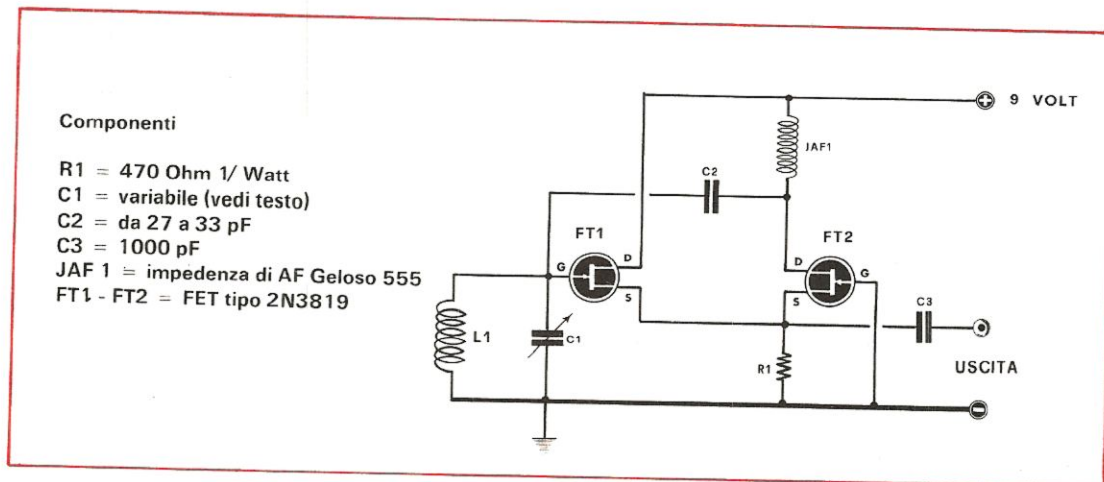 Componenti
R1 = 470 Ohm 1/ Watt
C1 = variabile (vedi testo)
C2 = da 27 a 33 pF
C3 = 1000 pF
JAF 1 = impedenza di AF Geloso 555
FT1 - FT2 = FET tipo 2N3819
9 VOLT
JAF1
C2
FT1
FT2
G
D
S
D
G
S
C3
L1
C1
R1
USCITA